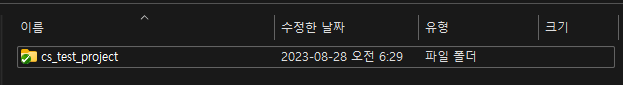 이름 수정한 날짜 유형 크기
cs_test_project 2023-08-28 오전 6:29 파일 폴더